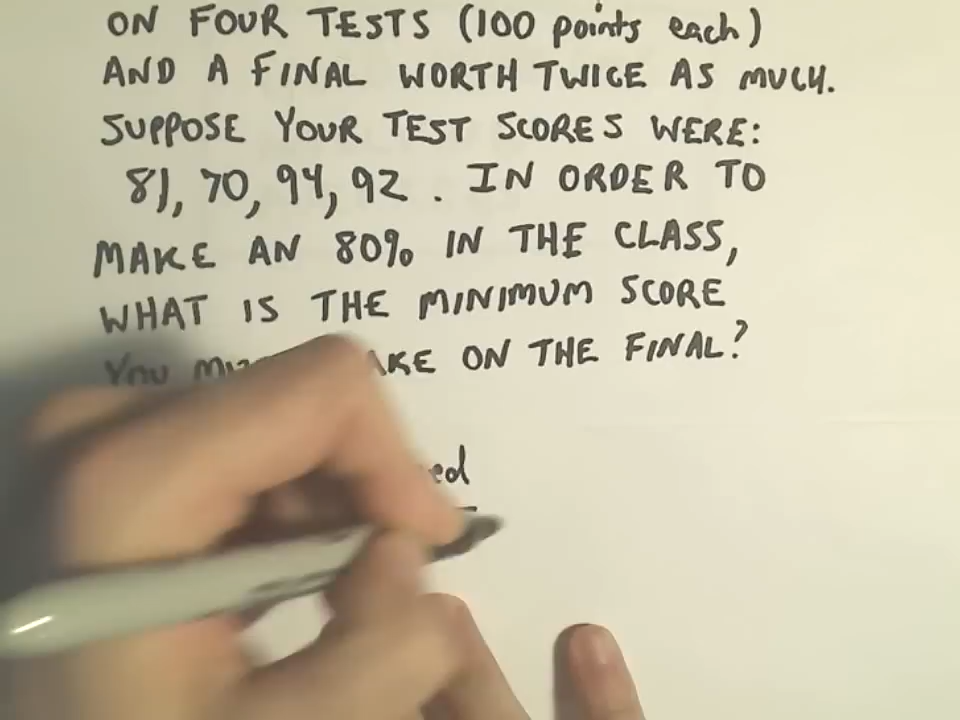 ON FOUR TESTS (100 points each)
AND A FINAL WORTH TWICE AS MUCH.
SUPPOSE YOUR TEST SCORES WERE:
81, 70, 94, 92. IN ORDER TO
MAKE AN 80% IN THE CLASS,
WHAT IS THE MINIMUM SCORE
YOU ON THE FINAL?